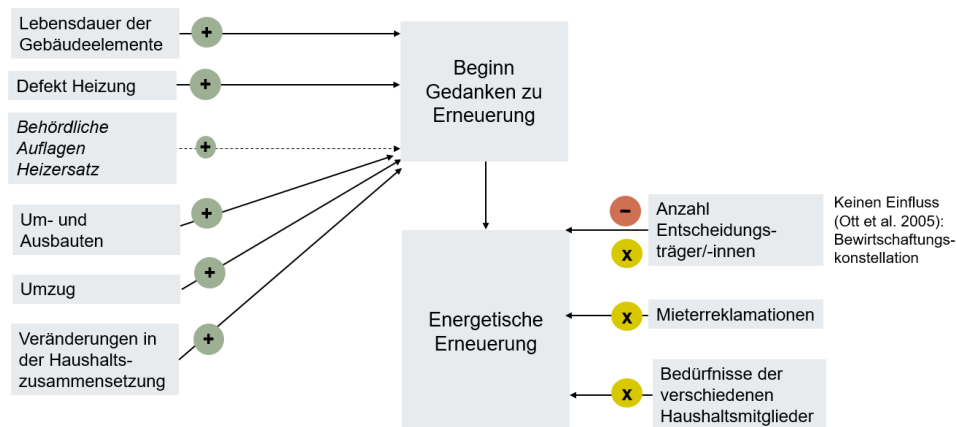 Lebensdauer der
Gebäudeelemente
+
Defekt Heizung
+
Behördliche
Auflagen
Heizersatz
+
Um- und
Ausbauten
+
Umzug
+
Veränderungen in
der Haushalts-
zusammensetzung
+
Beginn
Gedanken zu
Erneuerung
Energetische
Erneuerung
–
x
Anzahl
Entscheidungs-
träger/-innen
Keinen Einfluss
(Ott et al. 2005):
Bewirtschaftungs-
konstellation
x
Mieterreklamationen
x
Bedürfnisse der
verschiedenen
Haushaltsmitglieder